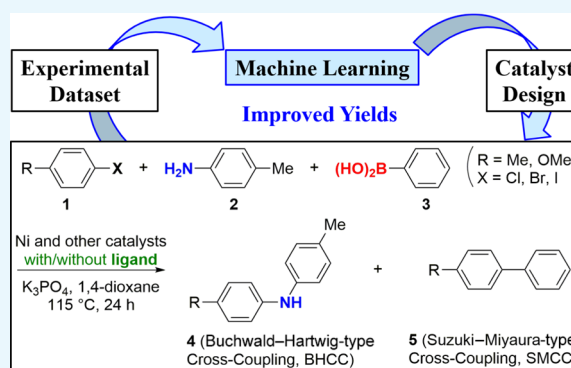 Experimental
Dataset
Machine Learning
Catalyst
Design
Improved Yields
R
X
+
H2N
Me
+
(HO)2B
(R = Me, OMe
X = Cl, Br, I)
1
2
3
Ni and other catalysts
with/without ligand
K3PO4, 1,4-dioxane
115 °C, 24 h
Me
R
NH
+
R
4 (Buchwald–Hartwig-type
Cross-Coupling, BHCC)
5 (Suzuki–Miyaura-type
Cross-Coupling, SMCC